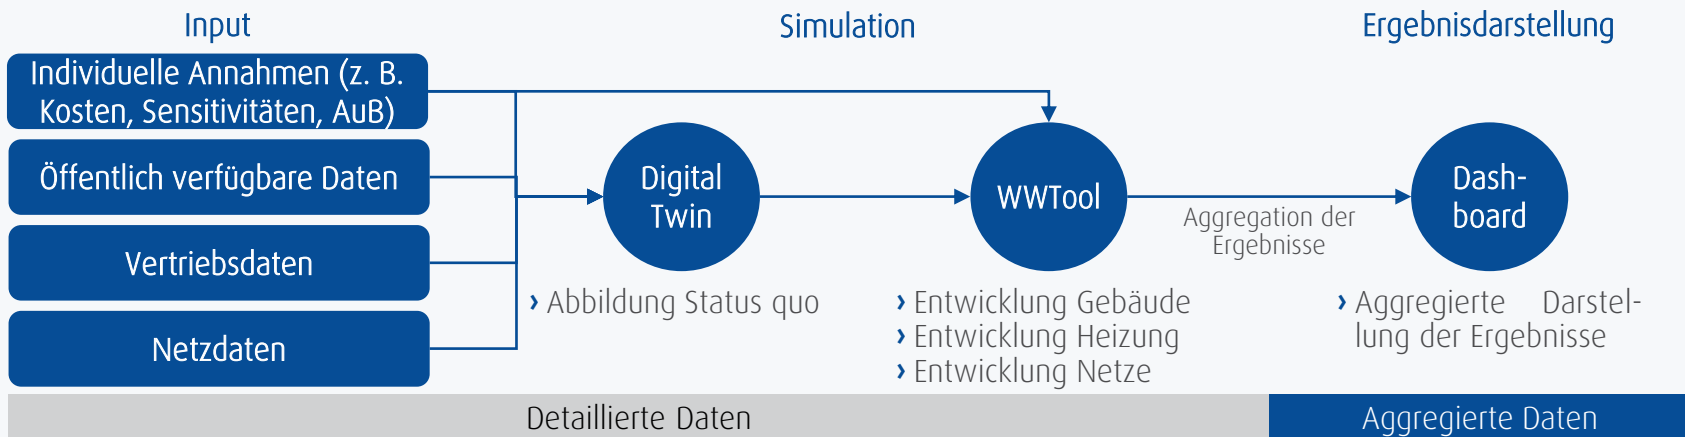 Input
Simulation
Ergebnisdarstellung
Individuelle Annahmen (z. B.
Kosten, Sensitivitäten, AuB)
Öffentlich verfügbare Daten
Vertriebsdaten
Netzdaten
Digital
Twin
› Abbildung Status quo
WWTool
› Entwicklung Gebäude
› Entwicklung Heizung
› Entwicklung Netze
Aggregation der
Ergebnisse
Dash-
board
› Aggregierte Darstel-
lung der Ergebnisse
Detaillierte Daten
Aggregierte Daten